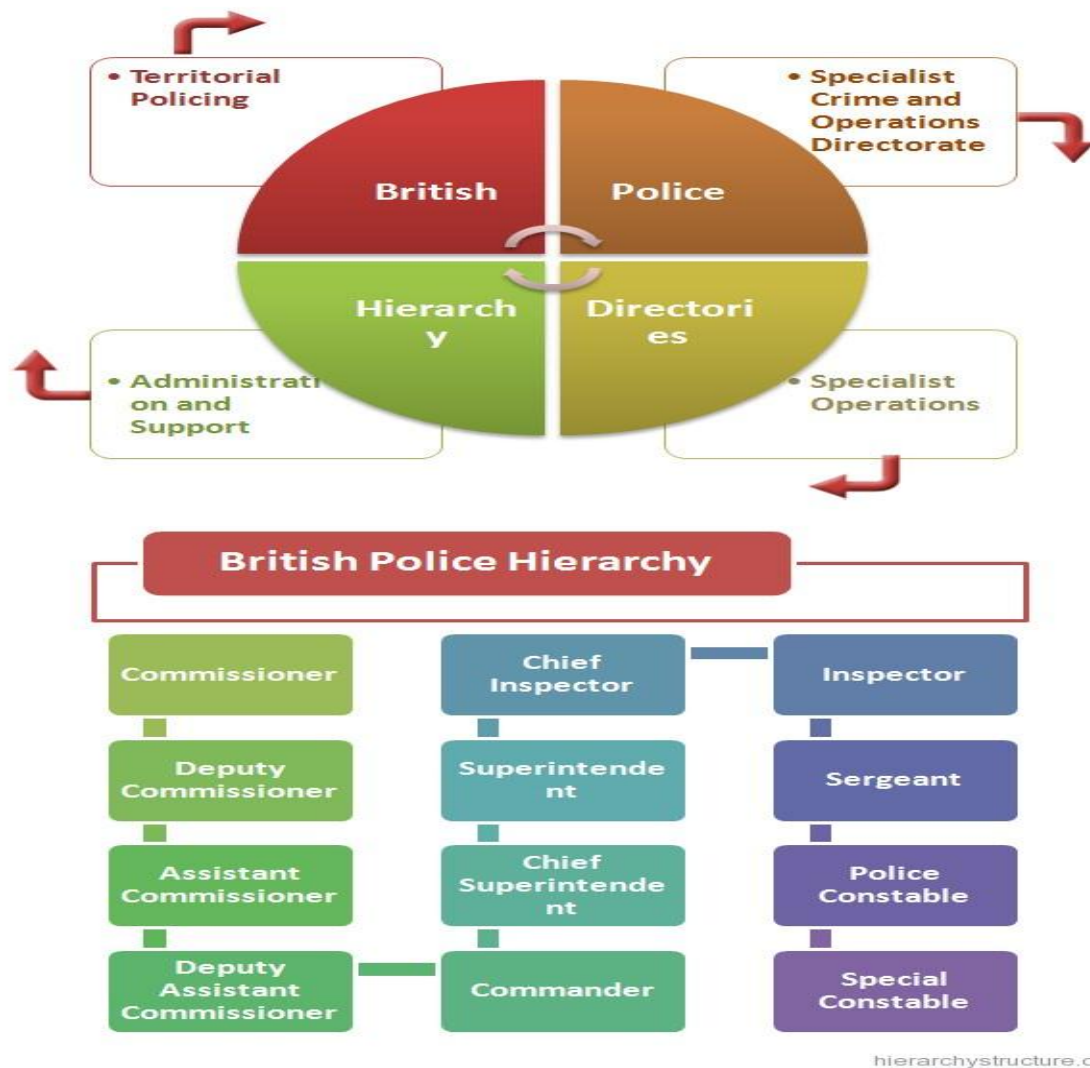 • Territorial
Policing
• Specialist
Crime and
Operations
Directorate
British
Police
Hierarch
y
Directori
es
• Administrati
on and
Support
• Specialist
Operations
British Police Hierarchy
Commissioner
Deputy
Commissioner
Assistant
Commissioner
Deputy
Assistant
Commissioner
Chief
Inspector
Superintende
nt
Chief
Superintende
nt
Commander
Inspector
Sergeant
Police
Constable
Special
Constable
hierarchystructure.c